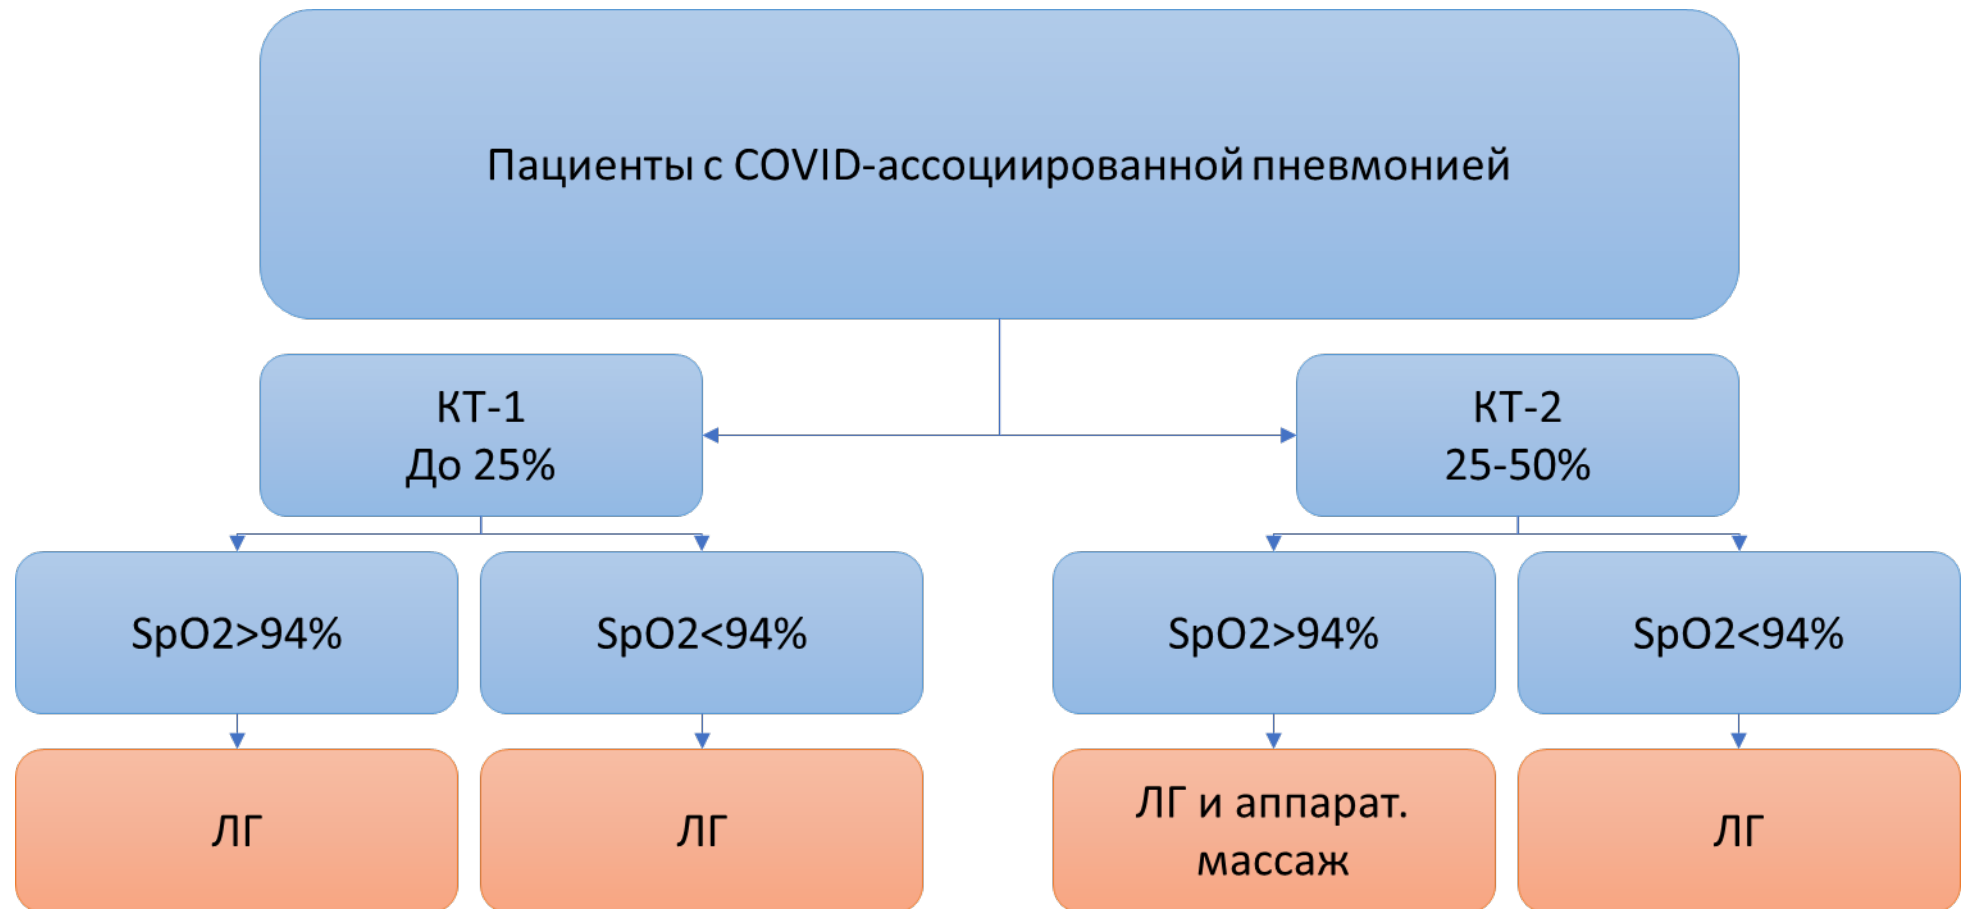 Пациенты с COVID-ассоциированной пневмонией
КТ-1
До 25%
КТ-2
25-50%
SpO2>94%
SpO2<94%
SpO2>94%
SpO2<94%
ЛГ
ЛГ
ЛГ и аппарат.
массаж
ЛГ